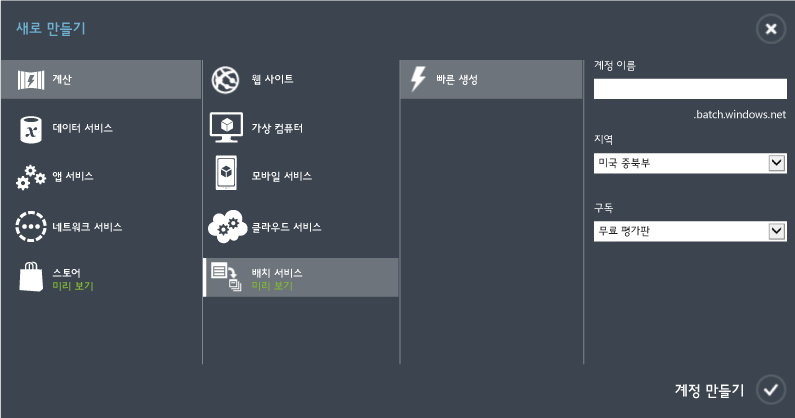 새로 만들기
계산
데이터 서비스
앱 서비스
네트워크 서비스
스토어
미리 보기
웹 사이트
가상 컴퓨터
모바일 서비스
클라우드 서비스
배치 서비스
미리 보기
빠른 생성
계정 이름
.batch.windows.net
지역
미국 중북부
구독
무료 평가판
계정 만들기